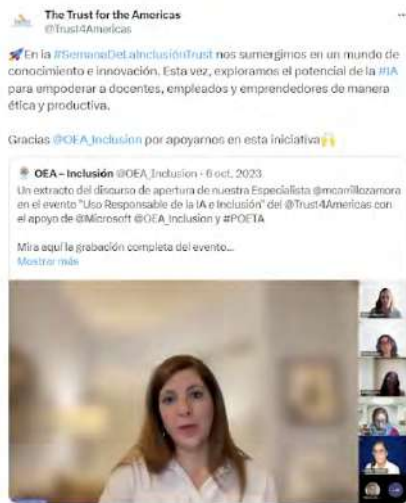 The Trust for the Americas
@Trust4Americas
🚀En la #SemanaDeLaInclusiónTrust nos sumergimos en un mundo de
conocimiento e innovación. Esta vez, exploramos el potencial de la #IA
para empoderar a docentes, empleados y emprendedores de manera
ética y productiva.
Gracias @OEA_Inclusion por apoyarnos en esta iniciativa🙌
OEA – Inclusión @OEA_Inclusion · 6 oct. 2023
Un extracto del discurso de apertura de nuestra Especialista @mcarrillozamora
en el evento "Uso Responsable de la IA e Inclusión" del @Trust4Americas con
el apoyo de @Microsoft @OEA_Inclusion y #POETA
Mira aquí la grabación completa del evento...
Mostrar más